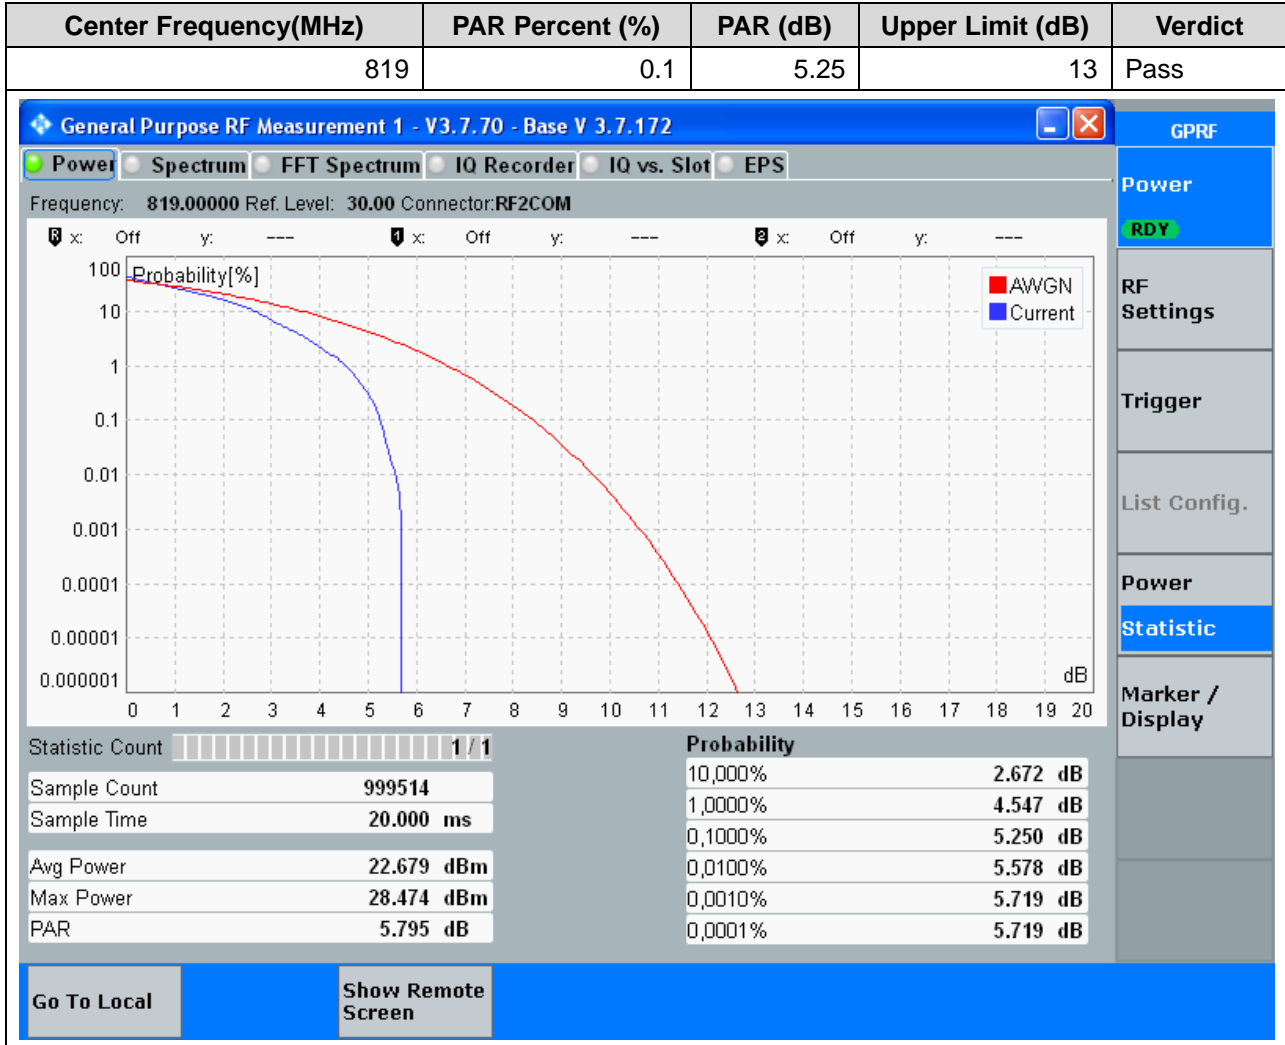 Center Frequency(MHz) PAR Percent (%) PAR (dB) Upper Limit (dB) Verdict
819 0.1 5.25 13 Pass
General Purpose RF Measurement 1 - V3.7.70 - Base V 3.7.172
GPRF
Power Spectrum FFT Spectrum IQ Recorder IQ vs. Slot EPS
Power
RDY
Frequency: 819.00000 Ref. Level: 30.00 Connector:RF2COM
R x: Off y: --- 1 x: Off y: --- 2 x: Off y: ---
Probability[%]
AWGN
Current
100
10
1
0.1
0.01
0.001
0.0001
0.00001
0.000001
dB
0 1 2 3 4 5 6 7 8 9 10 11 12 13 14 15 16 17 18 19 20
RF
Settings
Trigger
List Config.
Power
Statistic
Marker /
Display
Statistic Count 1 / 1
Sample Count 999514
Sample Time 20.000 ms
Avg Power 22.679 dBm
Max Power 28.474 dBm
PAR 5.795 dB
Probability
10,000% 2.672 dB
1,0000% 4.547 dB
0,1000% 5.250 dB
0,0100% 5.578 dB
0,0010% 5.719 dB
0,0001% 5.719 dB
Go To Local
Show Remote
Screen